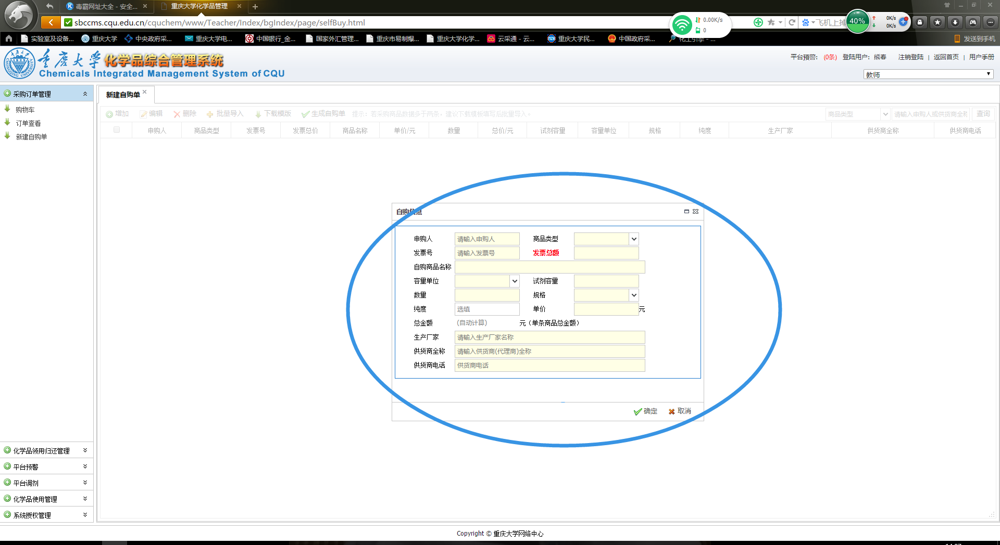 毒霸网址大全 - 安全...
重庆大学化学品管理
sbccms.cqu.edu.cn/cquchem/www/Teacher/Index/bgIndex/page/selfBuy.html
0.00K/s
0
飞机上掉
40%
0K/s
0K/s
实验室及设备...
重庆大学
中央政府采...
重庆大学电...
中国银行_金...
国家外汇管理...
重庆市易制爆...
重庆大学化学...
云采通 - 云...
重庆大学民...
中国政府采...
化工引擎 - ...
发送到手机
重庆大学 化学品综合管理系统
Chemicals Integrated Management System of CQU
平台預警: (0条) 登陆用户: 熊春 注销登陆 | 返回首页 | 用户手册
教师
采购订单管理
购物车
订单查看
新建自购单
新建自购单
增加 编辑 删除 批量导入 下载模版 生成自购单 提示：若采购商品数据多于两条，建议下载模板填写后批量导入。
商品类型 请输入申购人或供货商全称 查询
申购人 商品类型 发票号 发票总价 商品名称 单价/元 数量 总价/元 试剂容量 容量单位 规格 纯度 生产厂家 供货商全称 供货商电话
自购信息
申购人 请输入申购人 商品类型
发票号 请输入发票号 发票总额
自购商品名称
容量单位 试剂容量
数量 规格
纯度 选填 单价 元
总金额 (自动计算) 元（单条商品总金额）
生产厂家 请输入生产厂家名称
供货商全称 请输入供货商(代理商)全称
供货商电话 供货商电话
确定 取消
化学品领用归还管理
平台预警
平台调剂
化学品使用管理
系统授权管理
Copyright © 重庆大学网络中心